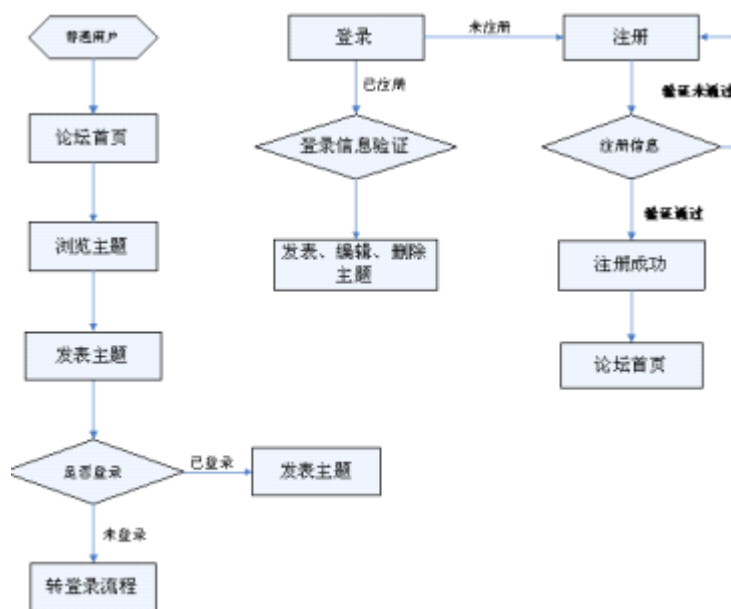 普通用户
论坛首页
浏览主题
发表主题
是否登录
已登录
发表主题
未登录
转登录流程
登录
未注册
已注册
登录信息验证
发表、编辑、删除
主题
注册
验证未通过
注册信息
验证通过
注册成功
论坛首页